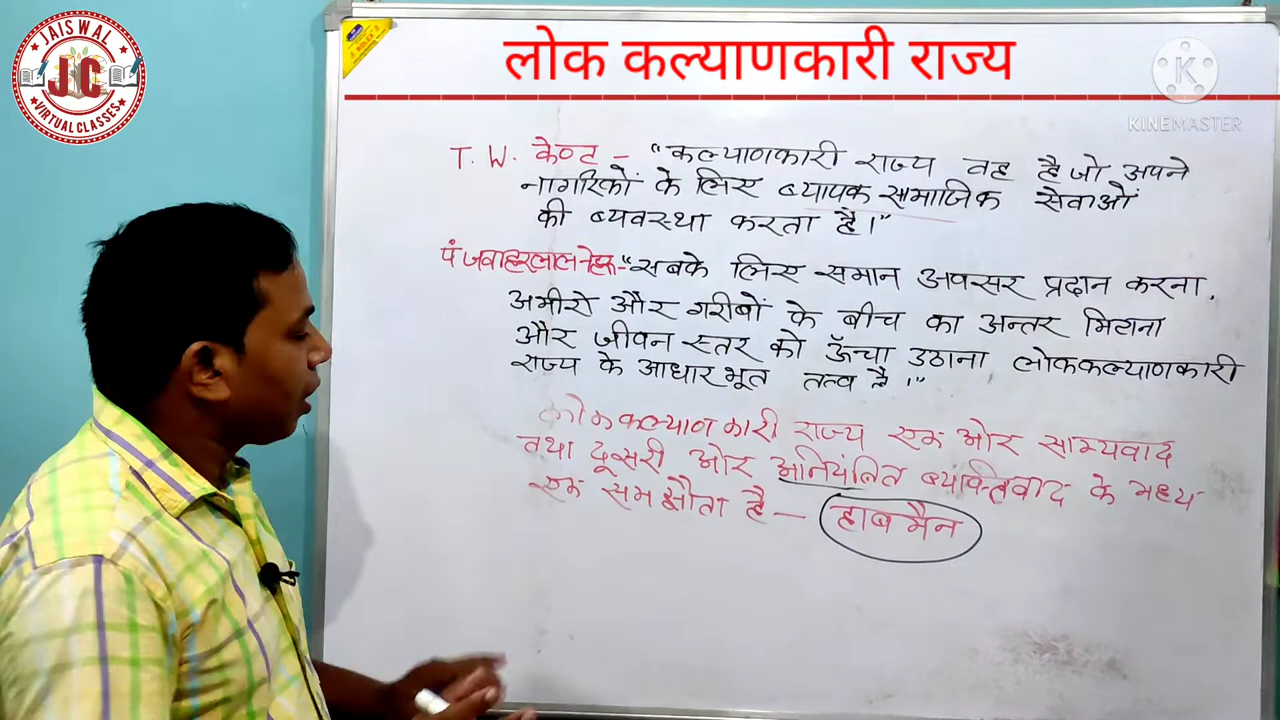 JAISWAL
JC
VIRTUAL CLASSES
लोक कल्याणकारी राज्य
K
KINEMASTER
T. W. केण्ट – "कल्याणकारी राज्य वह है जो अपने
नागरिकों के लिए व्यापक सामाजिक सेवाओं
की व्यवस्था करता है।"
पं जवाहरलाल नेहरू–"सबके लिए समान अवसर प्रदान करना,
अमीरो और गरीबों के बीच का अन्तर मिटाना
और जीवन स्तर को ऊँचा उठाना लोककल्याणकारी
राज्य के आधारभूत तत्व है।"
लोककल्याणकारी राज्य एक ओर साम्यवाद
तथा दूसरी ओर अनियंत्रित व्यक्तिवाद के मध्य
एक समझौता है – हाबमैन